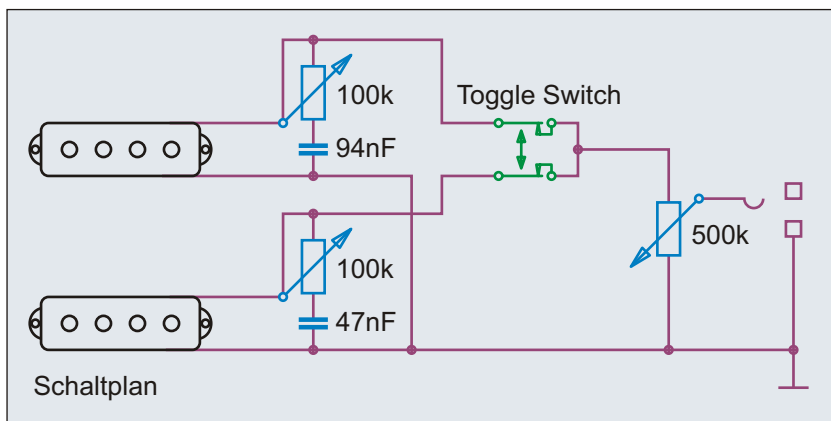 100k
Toggle Switch
94nF
100k
500k
47nF
Schaltplan